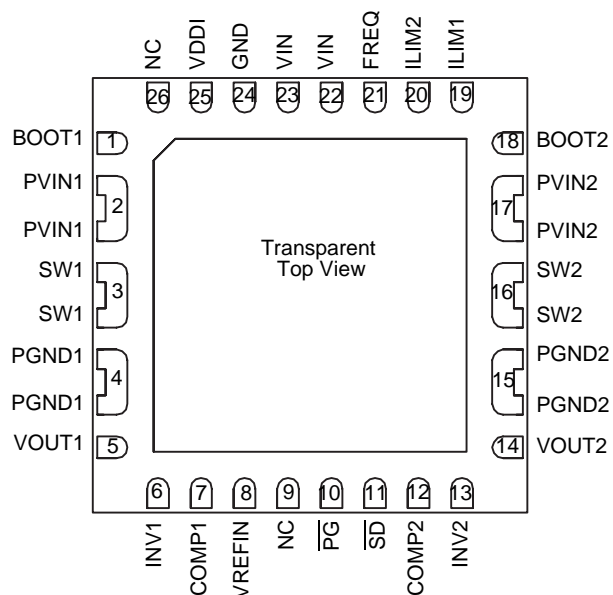 NC
VDDI
GND
VIN
VIN
FREQ
ILIM2
ILIM1
26
25
24
23
22
21
20
19
BOOT1
1
18
BOOT2
PVIN1
PVIN2
2
17
PVIN1
PVIN2
SW1
SW2
3
16
SW1
SW2
PGND1
PGND2
4
15
PGND1
PGND2
VOUT1
5
14
VOUT2
Transparent
Top View
6
7
8
9
10
11
12
13
INV1
COMP1
VREFIN
NC
PG
SD
COMP2
INV2